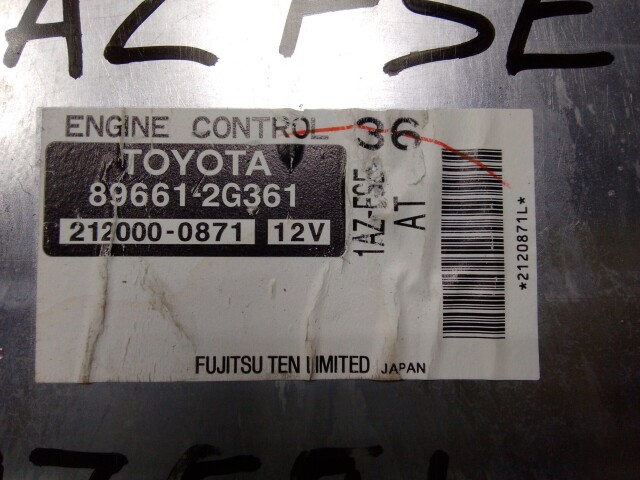 AZ FSE
ENGINE CONTROL 36
TOYOTA
89661-2G361
212000-0871 12V
1AZ-FSE
AT
*2120871L*
FUJITSU TEN LIMITED JAPAN